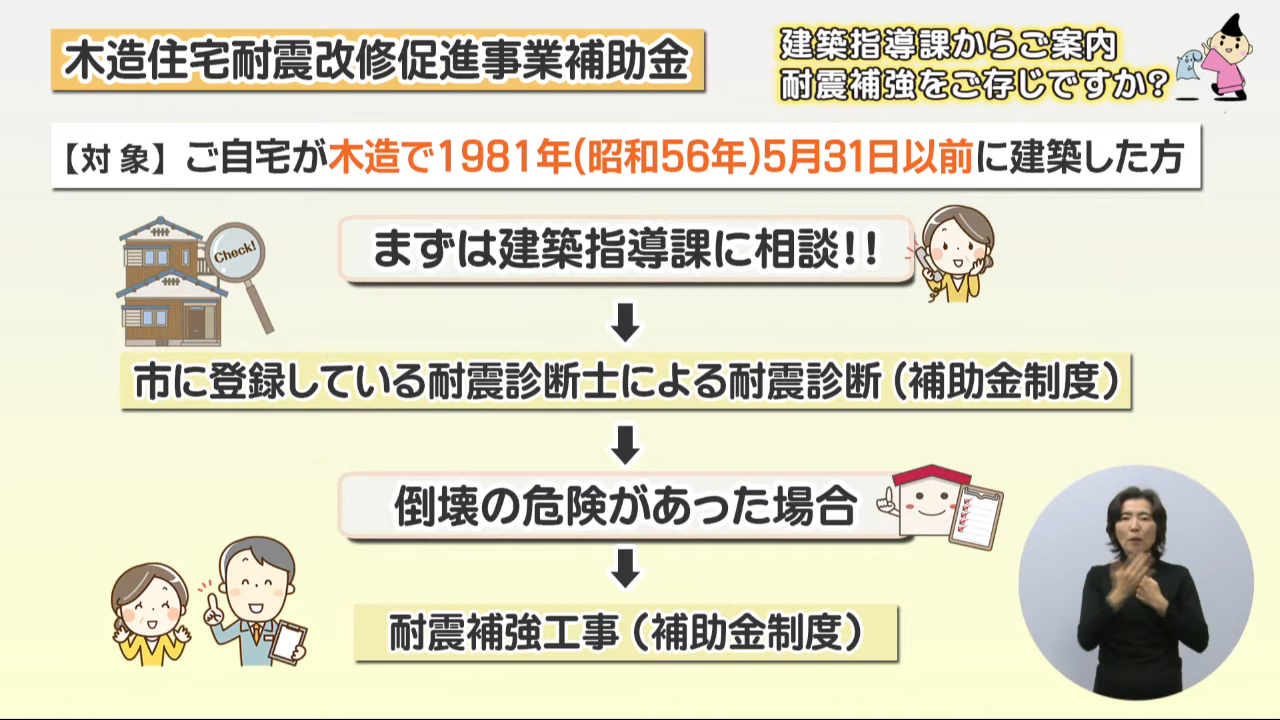 木造住宅耐震改修促進事業補助金
建築指導課からご案内
耐震補強をご存じですか?
【対 象】ご自宅が木造で1981年(昭和56年)5月31日以前に建築した方
Check!
まずは建築指導課に相談!!
市に登録している耐震診断士による耐震診断(補助金制度)
倒壊の危険があった場合
耐震補強工事(補助金制度)